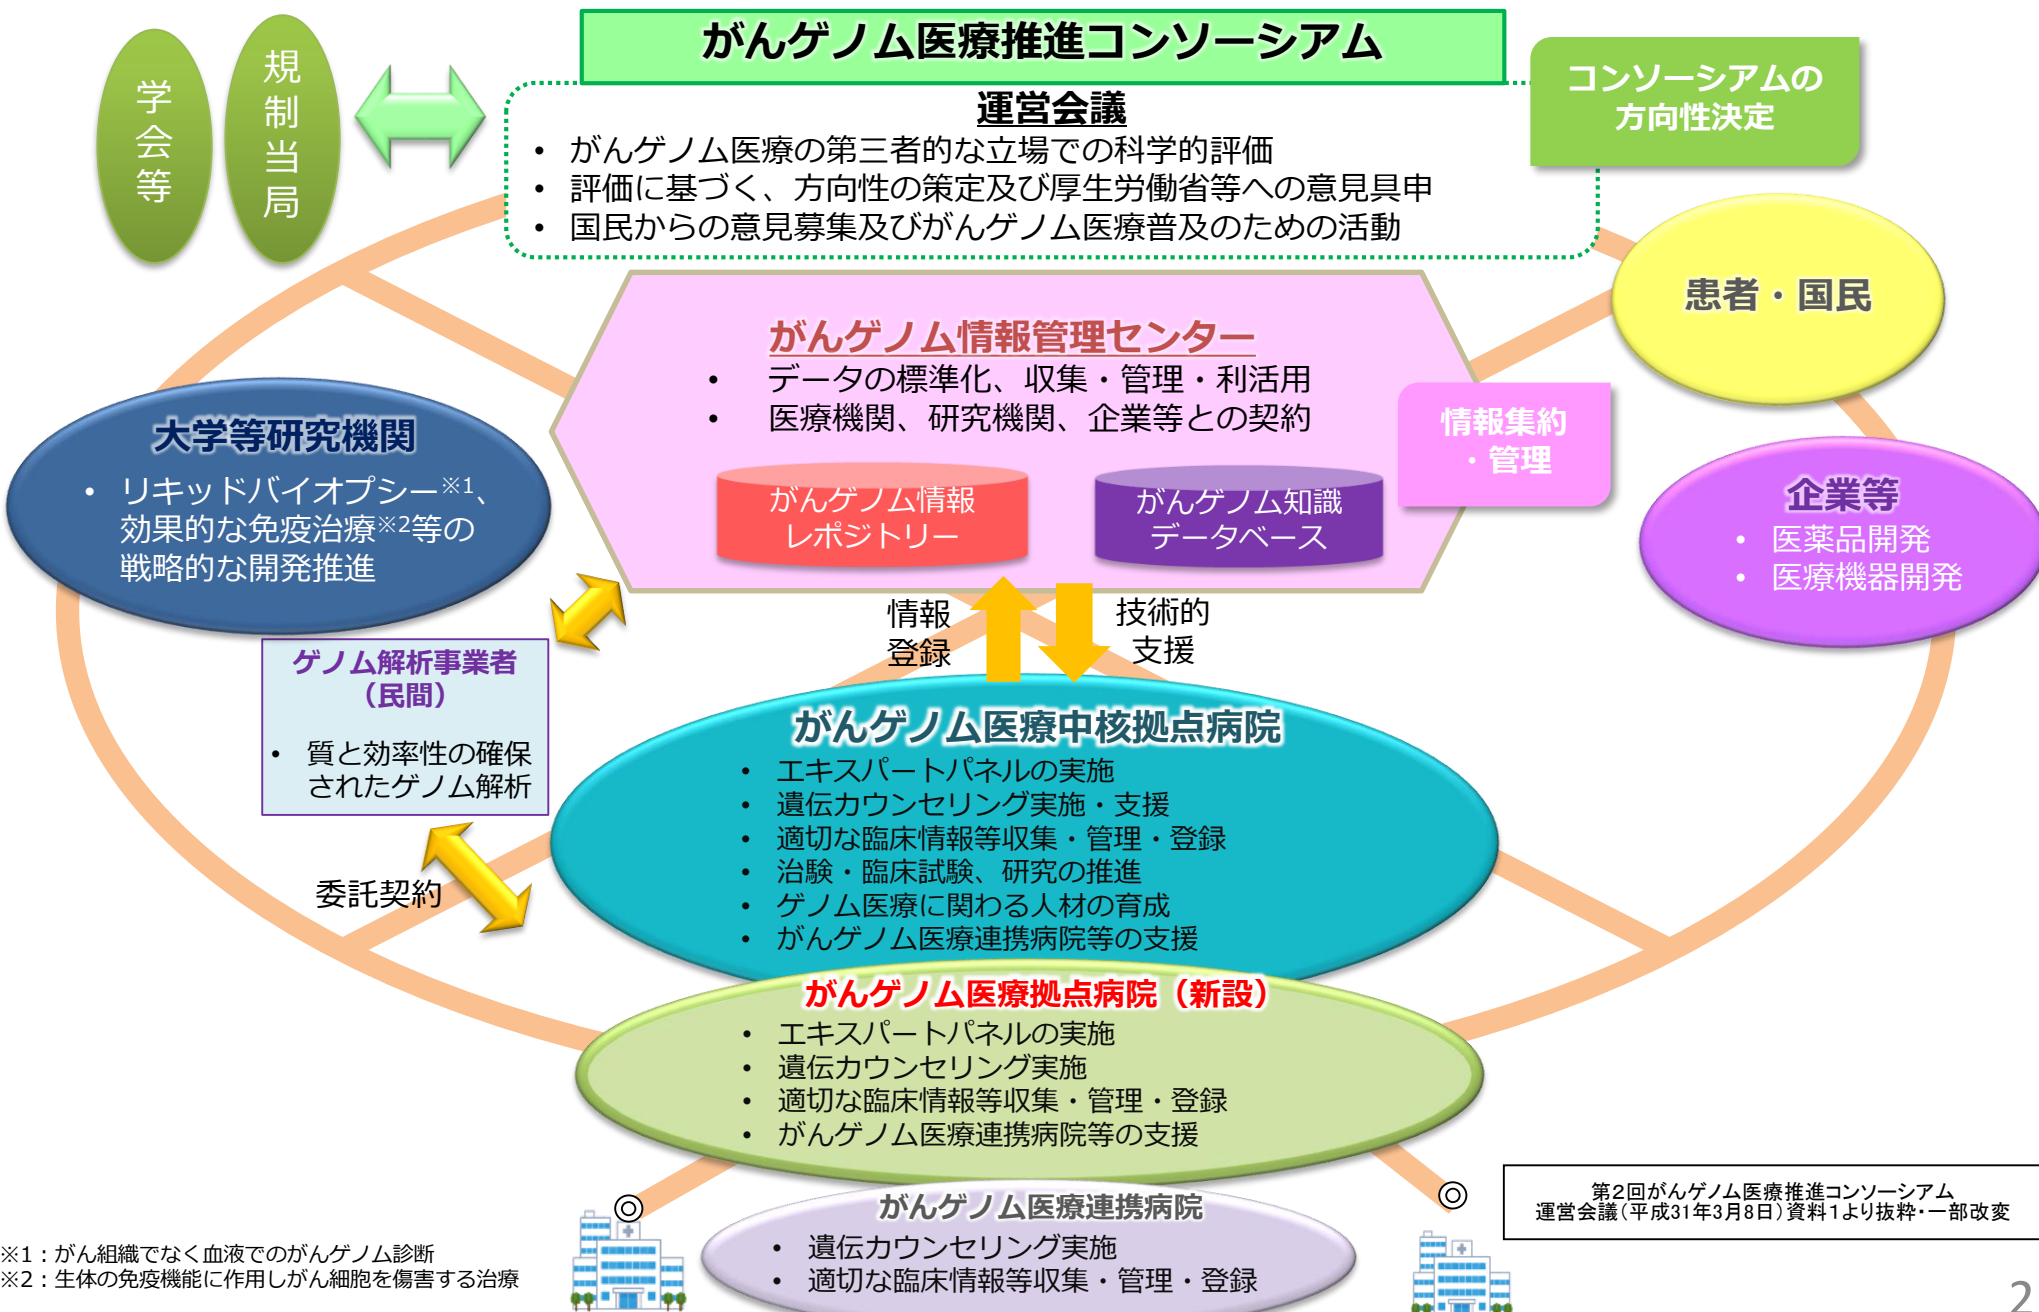 がんゲノム医療推進コンソーシアム
学会等
規制当局
コンソーシアムの
方向性決定
運営会議
• がんゲノム医療の第三者的な立場での科学的評価
• 評価に基づく、方向性の策定及び厚生労働省等への意見具申
• 国民からの意見募集及びがんゲノム医療普及のための活動
患者・国民
がんゲノム情報管理センター
• データの標準化、収集・管理・利活用
• 医療機関、研究機関、企業等との契約
情報集約
・管理
がんゲノム情報
レポジトリー
がんゲノム知識
データベース
大学等研究機関
• リキッドバイオプシー※1、
効果的な免疫治療※2等の
戦略的な開発推進
企業等
• 医薬品開発
• 医療機器開発
情報
登録
技術的
支援
ゲノム解析事業者
（民間）
• 質と効率性の確保
されたゲノム解析
委託契約
がんゲノム医療中核拠点病院
• エキスパートパネルの実施
• 遺伝カウンセリング実施・支援
• 適切な臨床情報等収集・管理・登録
• 治験・臨床試験、研究の推進
• ゲノム医療に関わる人材の育成
• がんゲノム医療連携病院等の支援
がんゲノム医療拠点病院（新設）
• エキスパートパネルの実施
• 遺伝カウンセリング実施
• 適切な臨床情報等収集・管理・登録
• がんゲノム医療連携病院等の支援
がんゲノム医療連携病院
• 遺伝カウンセリング実施
• 適切な臨床情報等収集・管理・登録
第２回がんゲノム医療推進コンソーシアム
運営会議（平成31年3月8日）資料１より抜粋・一部改変
※1：がん組織でなく血液でのがんゲノム診断
※2：生体の免疫機能に作用しがん細胞を傷害する治療
2